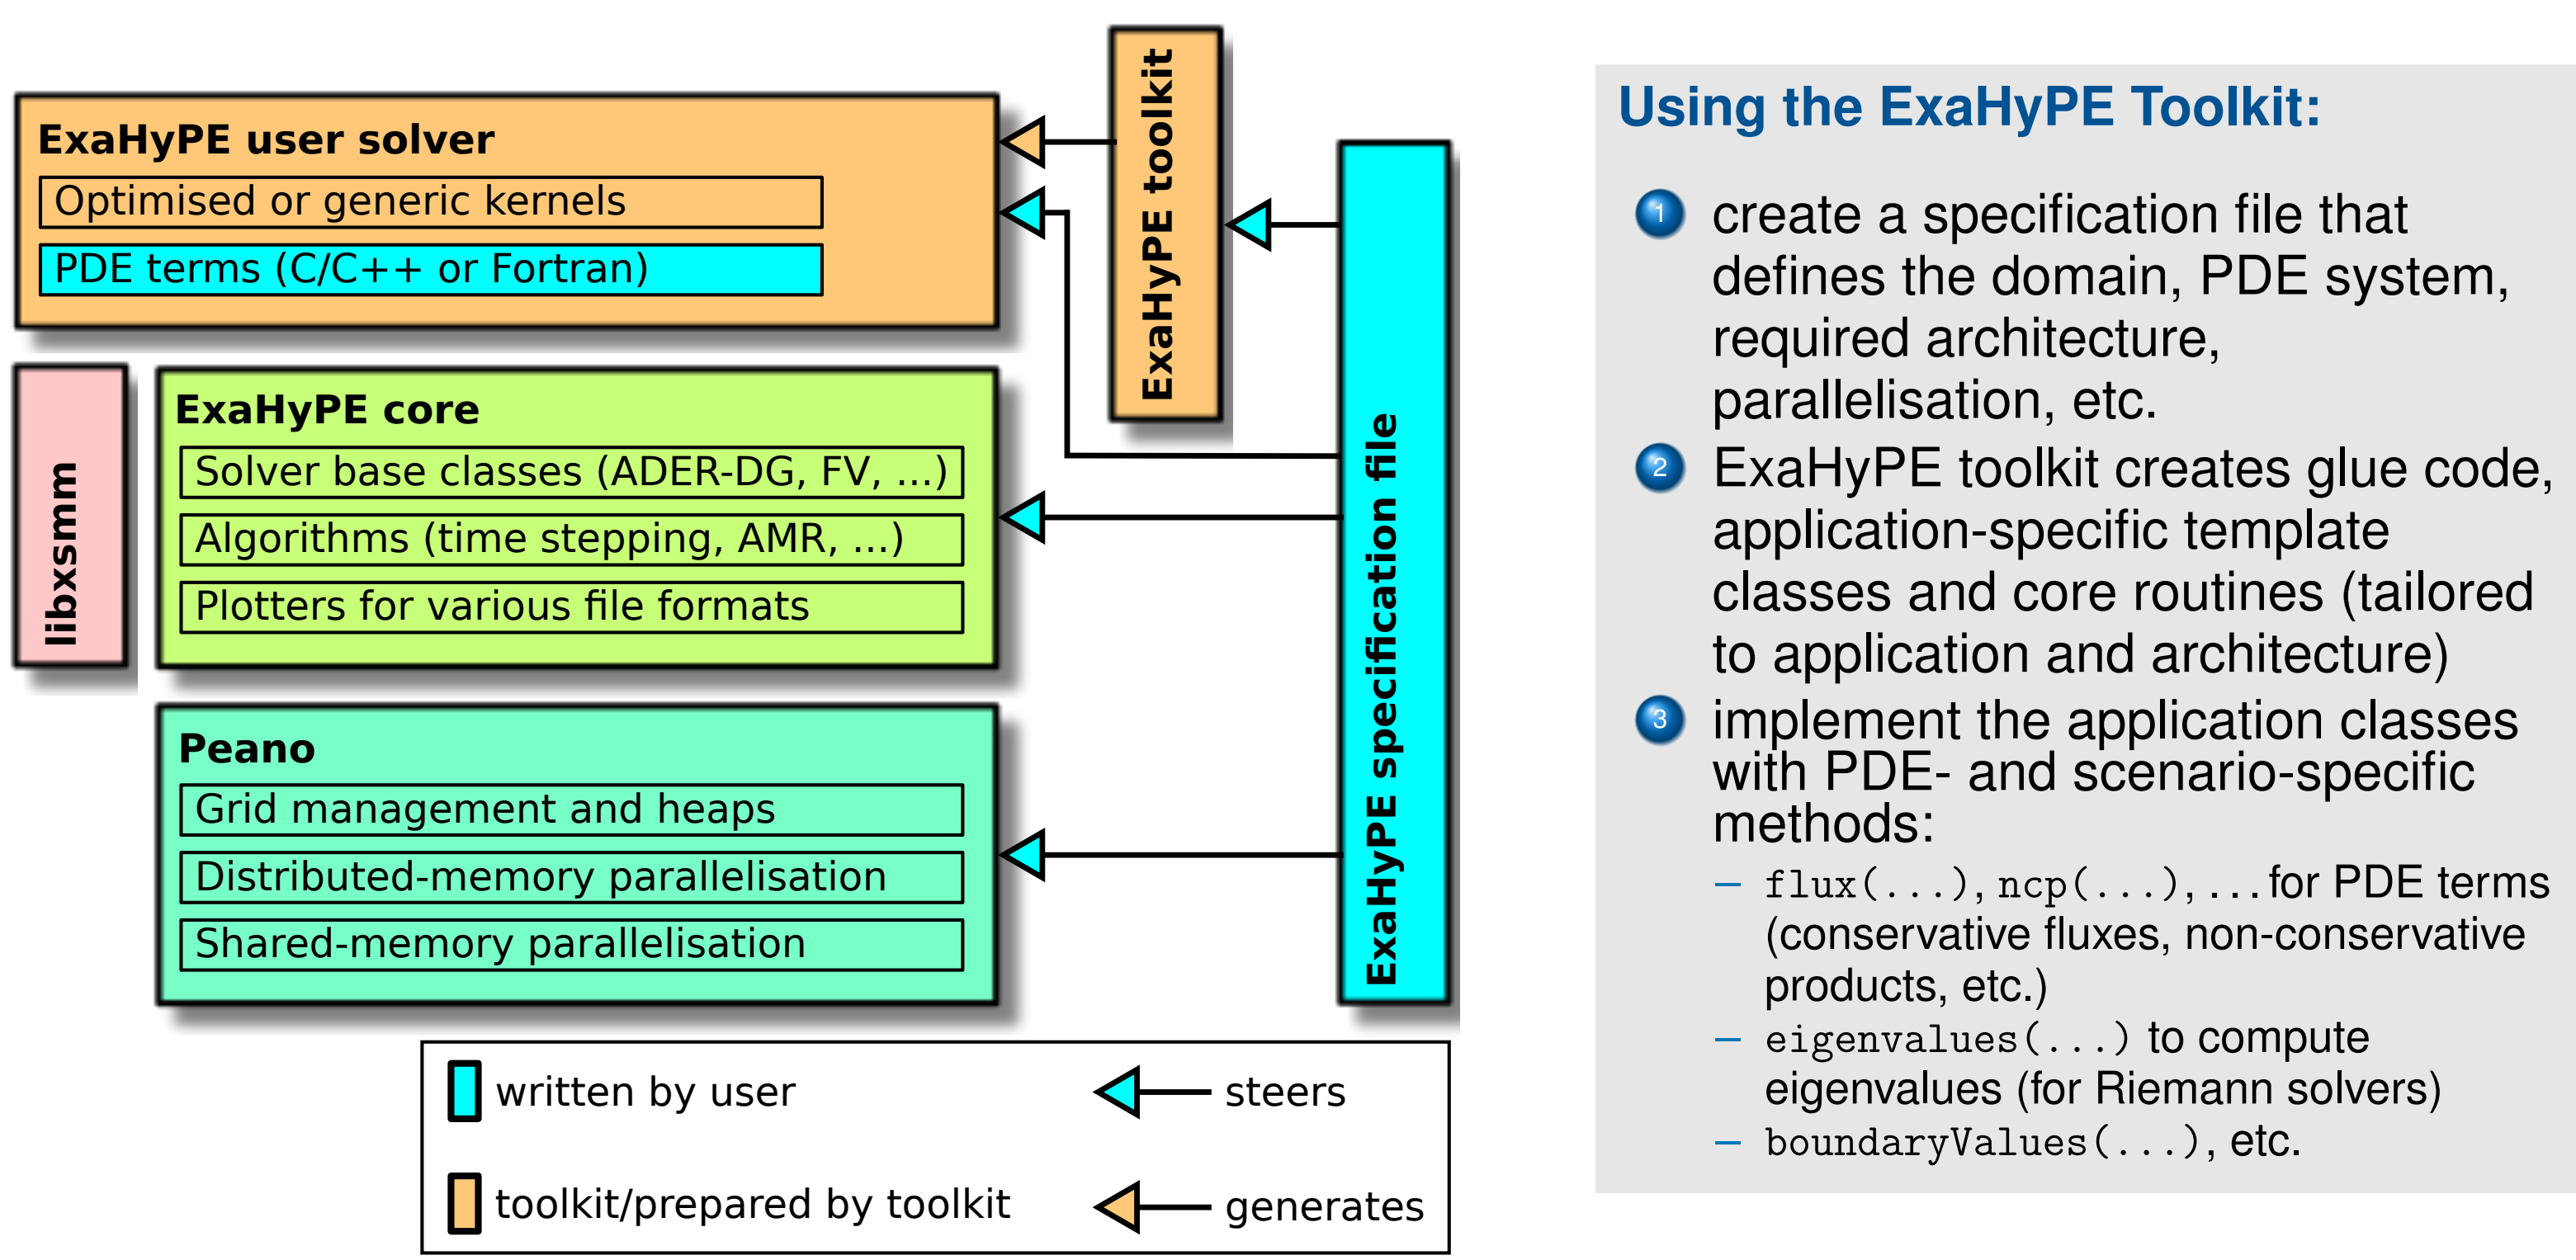 ExaHyPE toolkit
ExaHyPE user solver
Optimised or generic kernels
PDE terms (C/C++ or Fortran)
libxsmm
ExaHyPE core
Solver base classes (ADER-DG, FV, ...)
Algorithms (time stepping, AMR, ...)
Plotters for various file formats
Peano
Grid management and heaps
Distributed-memory parallelisation
Shared-memory parallelisation
ExaHyPE specification file
written by user
steers
toolkit/prepared by toolkit
generates
Using the ExaHyPE Toolkit:
1 create a specification file that
defines the domain, PDE system,
required architecture,
parallelisation, etc.
2 ExaHyPE toolkit creates glue code,
application-specific template
classes and core routines (tailored
to application and architecture)
3 implement the application classes
with PDE- and scenario-specific
methods:
– flux(...), ncp(...), ... for PDE terms
(conservative fluxes, non-conservative
products, etc.)
– eigenvalues(...) to compute
eigenvalues (for Riemann solvers)
– boundaryValues(...), etc.